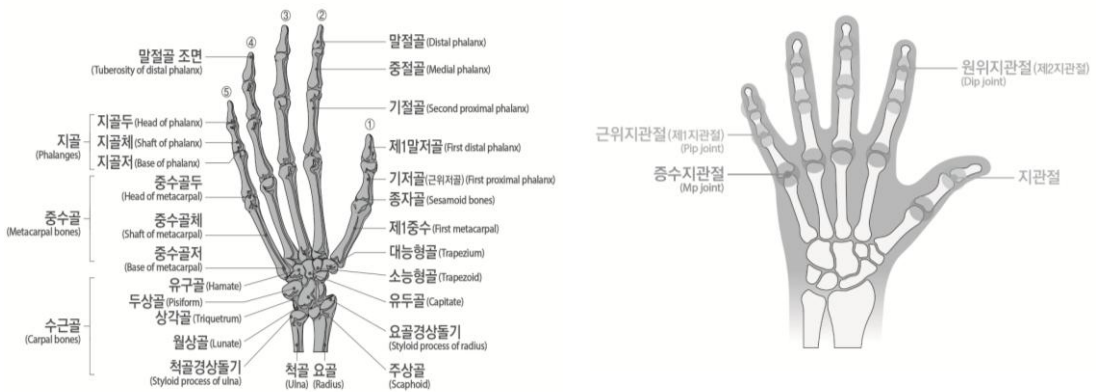 ③
②
④
말절골 조면
(Tuberosity of distal phalanx)
말절골 (Distal phalanx)
중절골 (Medial phalanx)
⑤
기절골 (Second proximal phalanx)
①
지골
(Phalanges)
지골두 (Head of phalanx)
지골체 (Shaft of phalanx)
지골저 (Base of phalanx)
제1말저골 (First distal phalanx)
기저골(근위저골) (First proximal phalanx)
종자골 (Sesamoid bones)
중수골
(Metacarpal bones)
중수골두
(Head of metacarpal)
중수골체
(Shaft of metacarpal)
중수골저
(Base of metacarpal)
제1중수 (First metacarpal)
대능형골 (Trapezium)
소능형골 (Trapezoid)
유두골 (Capitate)
수근골
(Carpal bones)
유구골 (Hamate)
두상골 (Pisiform)
삼각골 (Triquetrum)
월상골 (Lunate)
척골경상돌기
(Styloid process of ulna)
척골
(Ulna)
요골
(Radius)
요골경상돌기
(Styloid process of radius)
주상골
(Scaphoid)
원위지관절 (제2지관절)
(Dip joint)
근위지관절 (제1지관절)
(Pip joint)
증수지관절
(Mp joint)
지관절